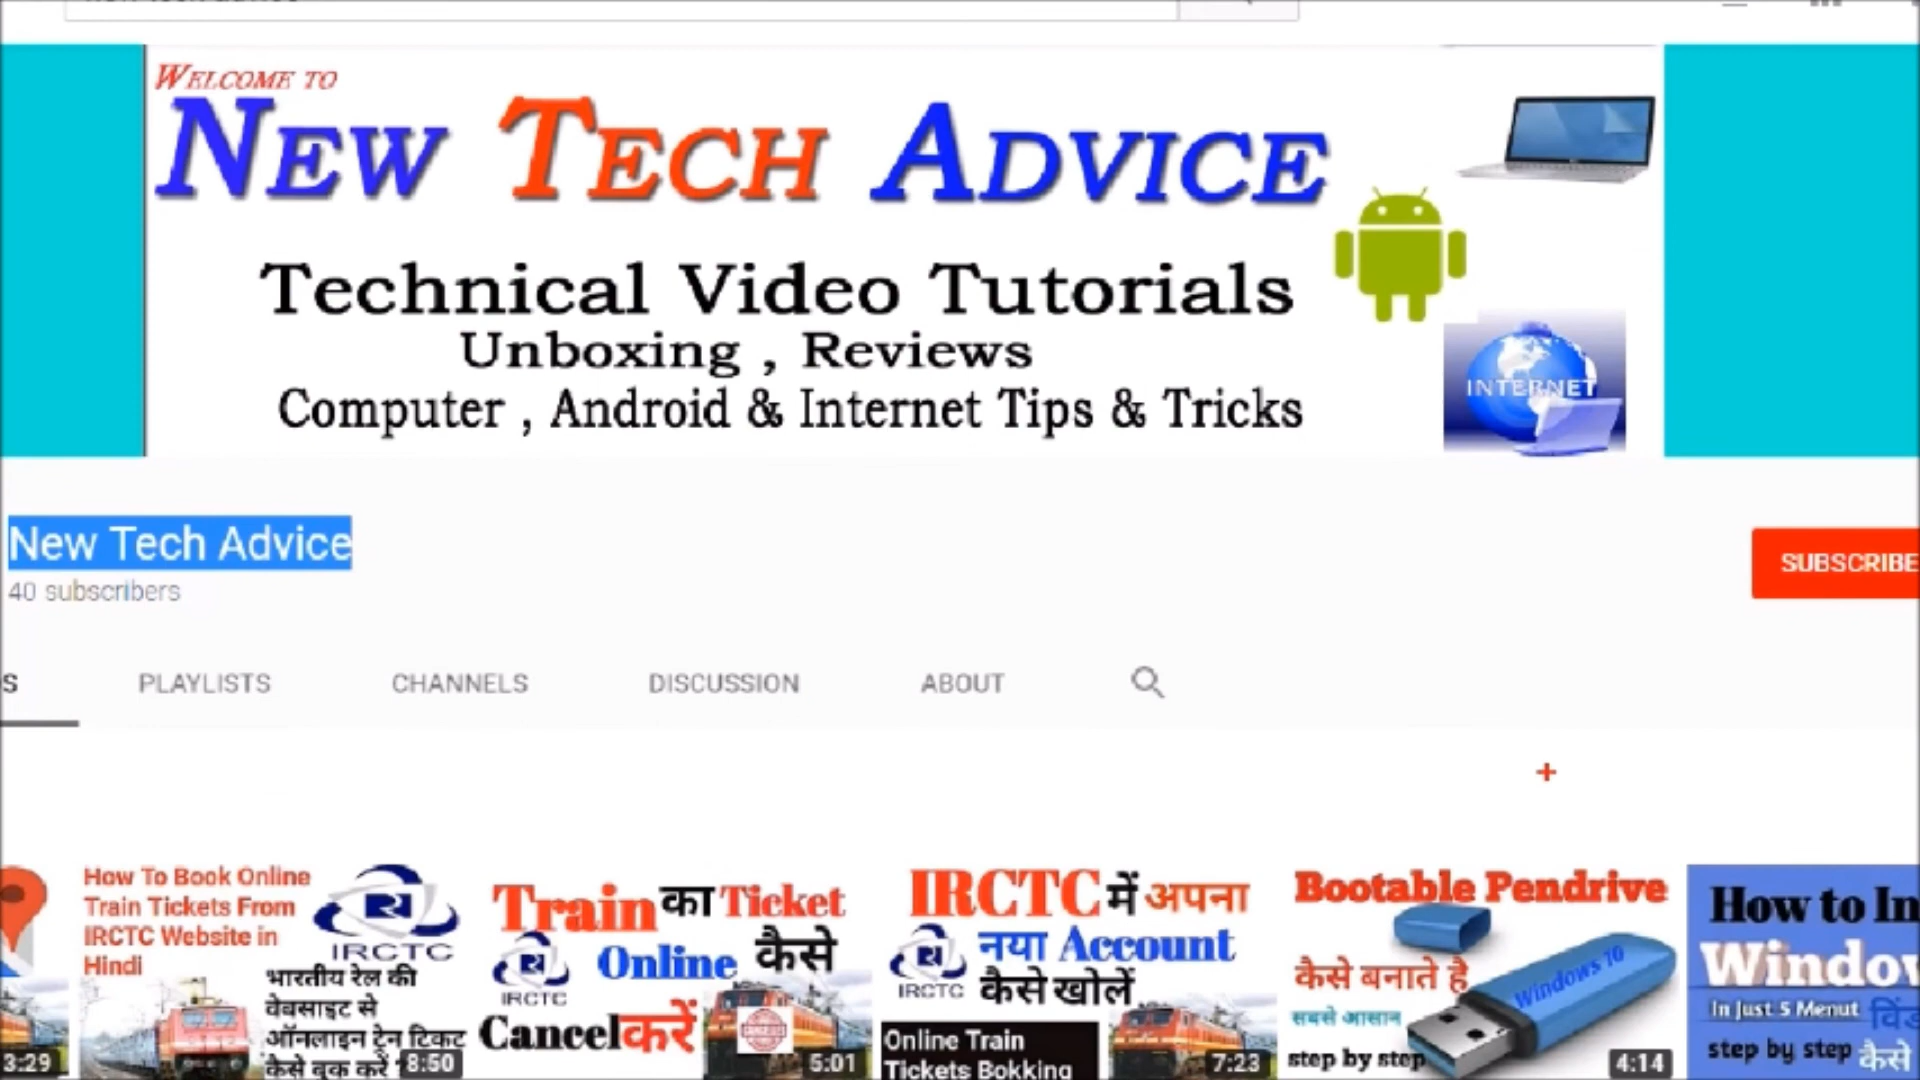 WELCOME TO
NEW TECH ADVICE
Technical Video Tutorials
Unboxing , Reviews
Computer , Android & Internet Tips & Tricks
INTERNET
New Tech Advice
40 subscribers
SUBSCRIBE
S
PLAYLISTS
CHANNELS
DISCUSSION
ABOUT
3:29
How To Book Online
Train Tickets From
IRCTC Website in
Hindi
IRCTC
भारतीय रेल की
वेबसाइट से
ऑनलाइन ट्रेन टिकट
कैसे बुक करें
8:50
Train का Ticket
Online कैसे
IRCTC
Cancel करें
5:01
IRCTC में अपना
नया Account
IRCTC
कैसे खोलें
Online Train
Tickets Bokking
7:23
Bootable Pendrive
कैसे बनाते है
Windows 10
सबसे आसान
step by step
4:14
How to In
Window
In Just 5 Menut
step by step कैसे